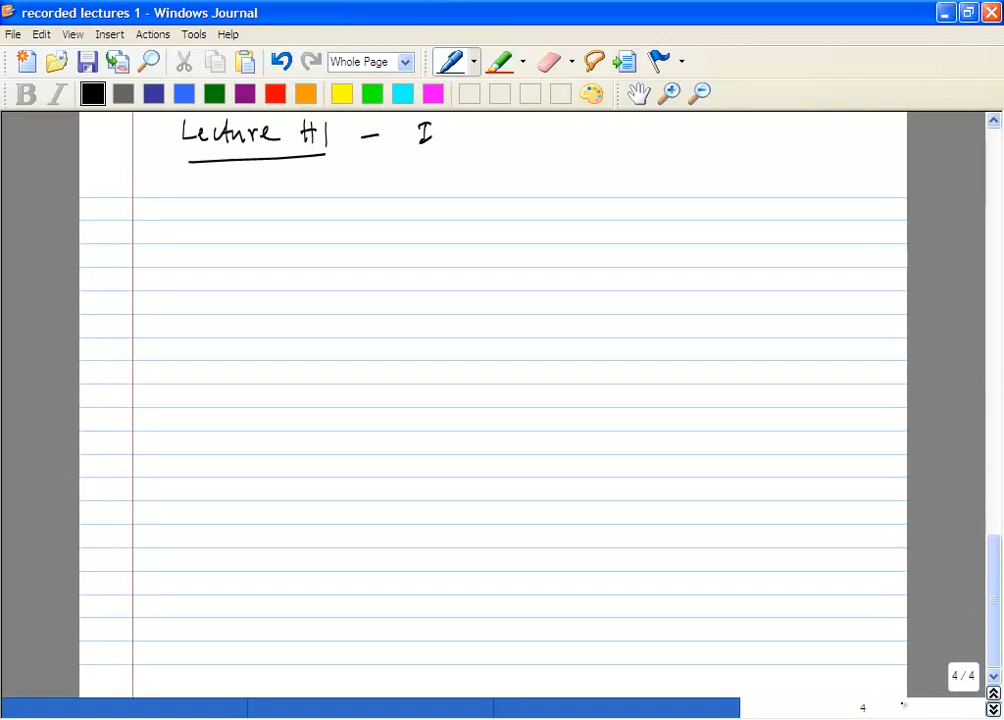 recorded lectures 1 - Windows Journal
File Edit View Insert Actions Tools Help
Whole Page
B I
Lecture #1 - I
4 / 4
4